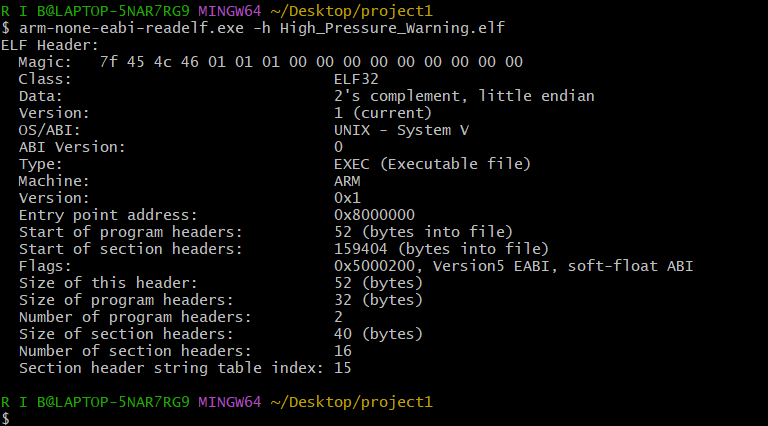 R I B@LAPTOP-5NAR7RG9 MINGW64 ~/Desktop/project1
$ arm-none-eabi-readelf.exe -h High_Pressure_Warning.elf
ELF Header:
  Magic:   7f 45 4c 46 01 01 01 00 00 00 00 00 00 00 00 00
  Class:                             ELF32
  Data:                              2's complement, little endian
  Version:                           1 (current)
  OS/ABI:                            UNIX - System V
  ABI Version:                       0
  Type:                              EXEC (Executable file)
  Machine:                           ARM
  Version:                           0x1
  Entry point address:               0x8000000
  Start of program headers:          52 (bytes into file)
  Start of section headers:          159404 (bytes into file)
  Flags:                             0x5000200, Version5 EABI, soft-float ABI
  Size of this header:               52 (bytes)
  Size of program headers:           32 (bytes)
  Number of program headers:         2
  Size of section headers:           40 (bytes)
  Number of section headers:         16
  Section header string table index: 15
R I B@LAPTOP-5NAR7RG9 MINGW64 ~/Desktop/project1
$